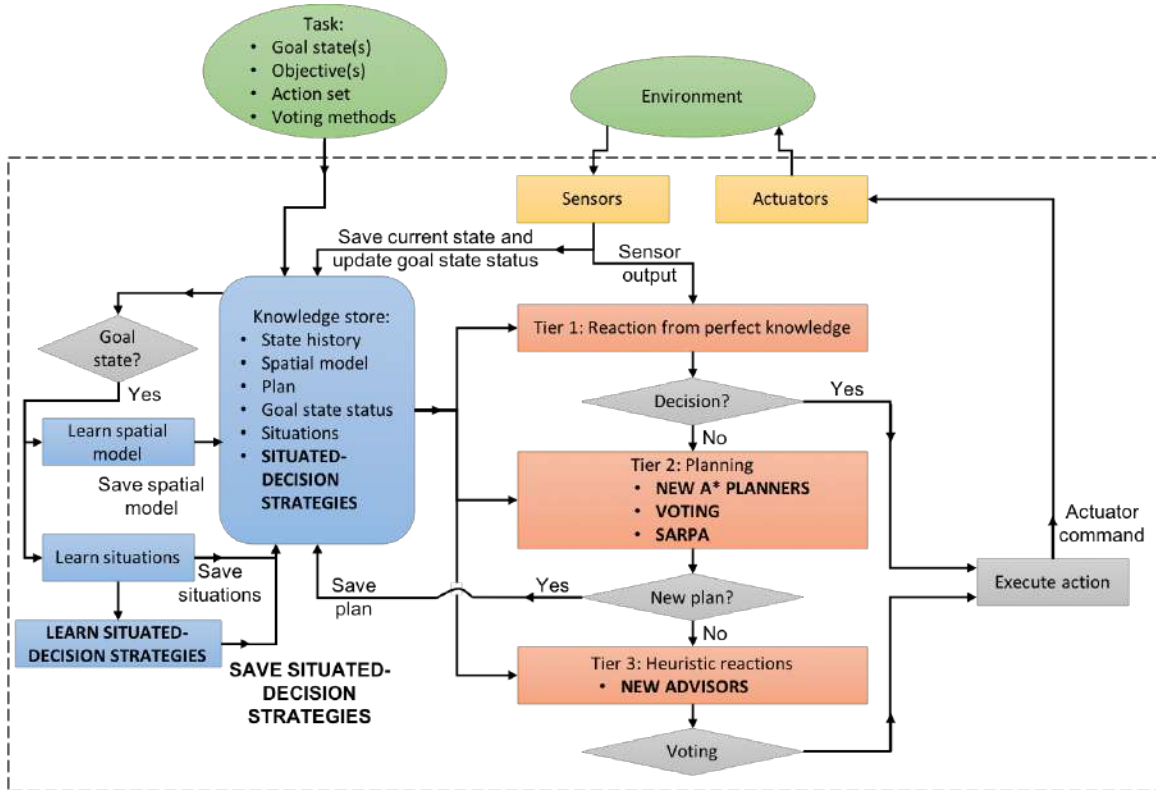 Task:
• Goal state(s)
• Objective(s)
• Action set
• Voting methods
Environment
Sensors
Actuators
Save current state and
update goal state status
Sensor
output
Goal
state?
Yes
Knowledge store:
• State history
• Spatial model
• Plan
• Goal state status
• Situations
• SITUATED-
DECISION
STRATEGIES
Tier 1: Reaction from perfect knowledge
Decision?
Yes
No
Learn spatial
model
Save spatial
model
Tier 2: Planning
• NEW A* PLANNERS
• VOTING
• SARPA
Actuator
command
Learn situations
Save
situations
Save
plan
Yes
New plan?
Execute action
No
LEARN SITUATED-
DECISION STRATEGIES
SAVE SITUATED-
DECISION
STRATEGIES
Tier 3: Heuristic reactions
• NEW ADVISORS
Voting